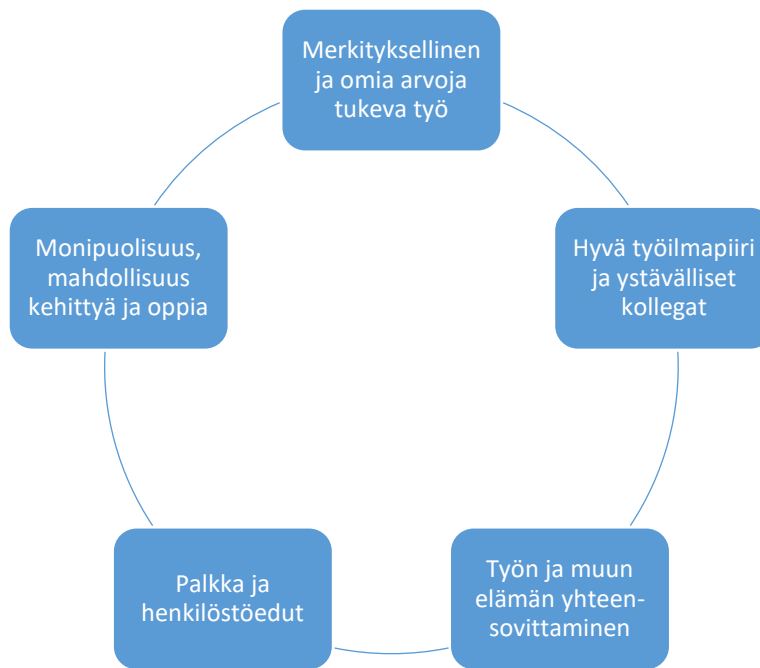 Merkityksellinen
ja omia arvoja
tukeva työ
Hyvä työilmapiiri
ja ystävälliset
kollegat
Työn ja muun
elämän yhteen-
sovittaminen
Palkka ja
henkilöstöedut
Monipuolisuus,
mahdollisuus
kehittyä ja oppia